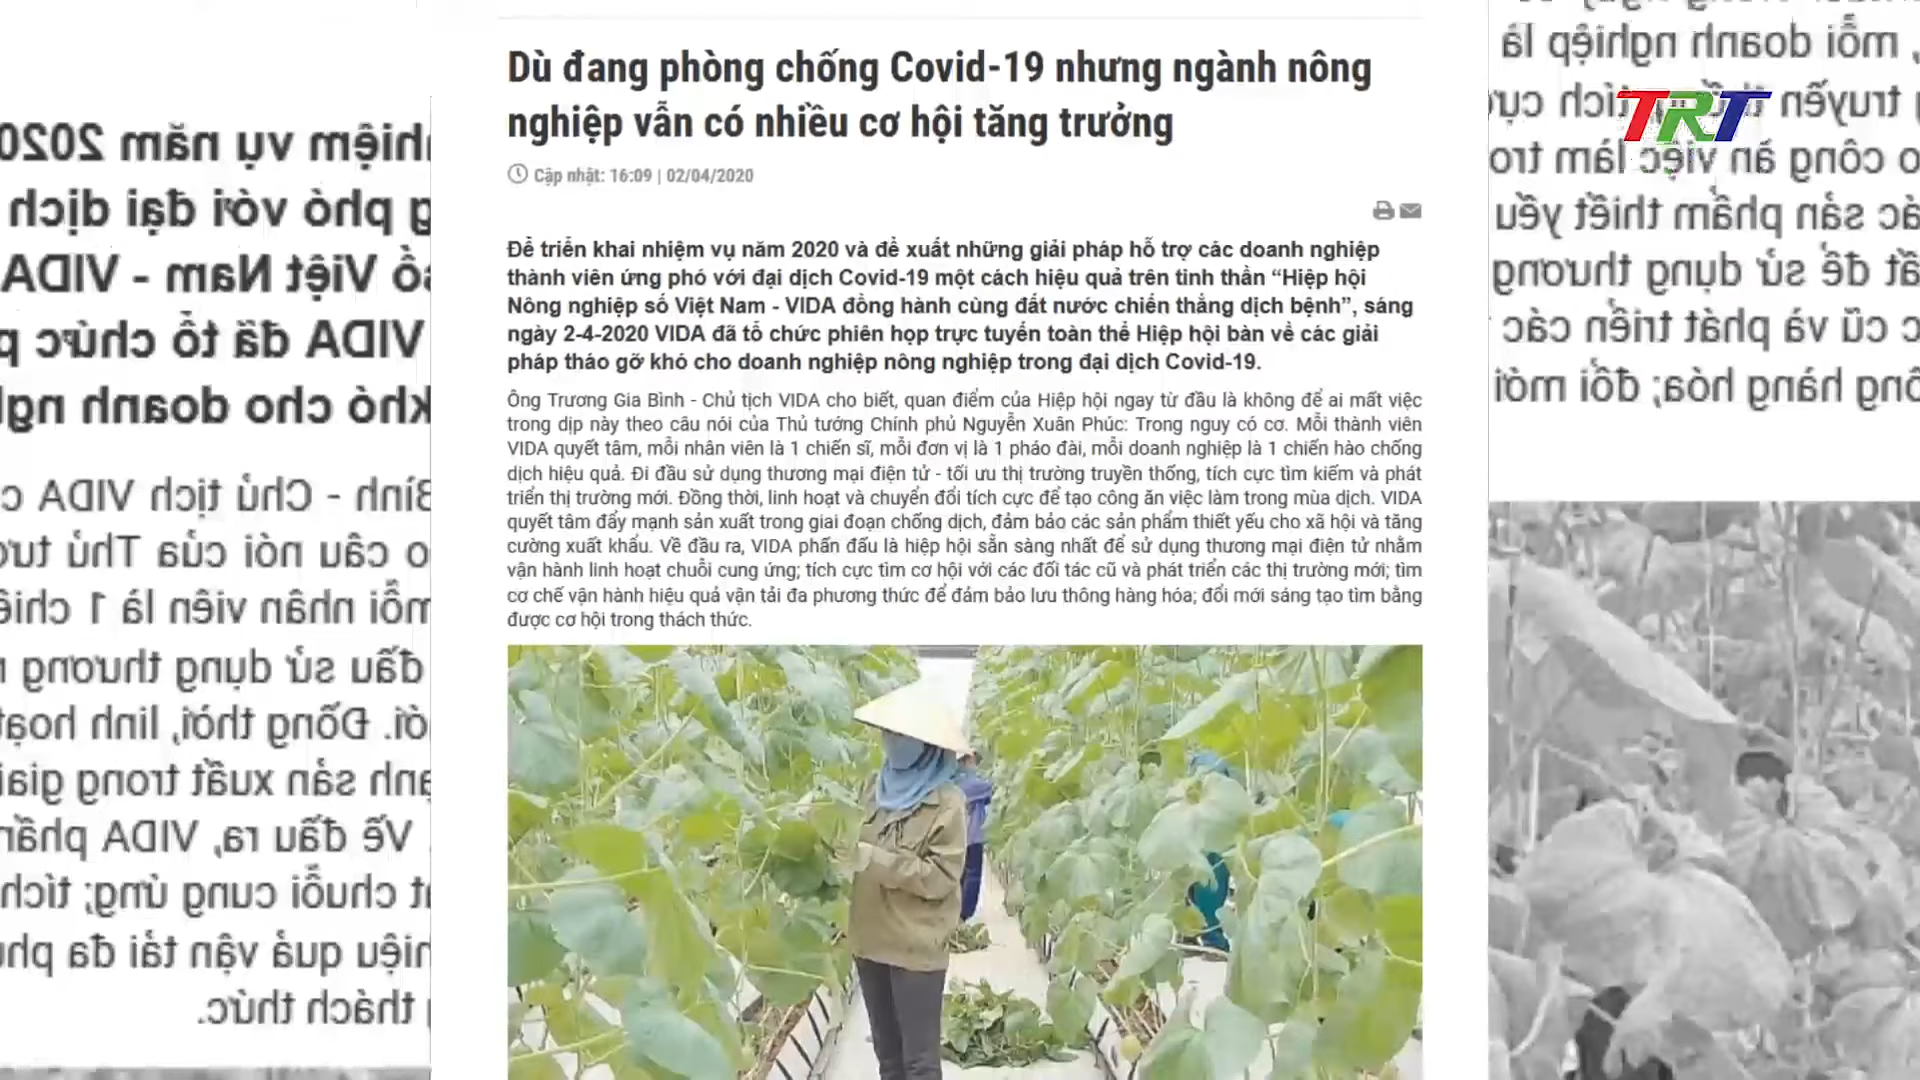 Dù đang phòng chống Covid-19 nhưng ngành nông
nghiệp vẫn có nhiều cơ hội tăng trưởng
Cập nhật: 16:09 | 02/04/2020
TRT
Để triển khai nhiệm vụ năm 2020 và đề xuất những giải pháp hỗ trợ các doanh nghiệp
thành viên ứng phó với đại dịch Covid-19 một cách hiệu quả trên tinh thần “Hiệp hội
Nông nghiệp số Việt Nam - VIDA đồng hành cùng đất nước chiến thắng dịch bệnh”, sáng
ngày 2-4-2020 VIDA đã tổ chức phiên họp trực tuyến toàn thể Hiệp hội bàn về các giải
pháp tháo gỡ khó cho doanh nghiệp nông nghiệp trong đại dịch Covid-19.
Ông Trương Gia Bình - Chủ tịch VIDA cho biết, quan điểm của Hiệp hội ngay từ đầu là không để ai mất việc
trong dịp này theo câu nói của Thủ tướng Chính phủ Nguyễn Xuân Phúc: Trong nguy có cơ. Mỗi thành viên
VIDA quyết tâm, mỗi nhân viên là 1 chiến sĩ, mỗi đơn vị là 1 pháo đài, mỗi doanh nghiệp là 1 chiến hào chống
dịch hiệu quả. Đi đầu sử dụng thương mại điện tử - tối ưu thị trường truyền thống, tích cực tìm kiếm và phát
triển thị trường mới. Đồng thời, linh hoạt và chuyển đổi tích cực để tạo công ăn việc làm trong mùa dịch. VIDA
quyết tâm đẩy mạnh sản xuất trong giai đoạn chống dịch, đảm bảo các sản phẩm thiết yếu cho xã hội và tăng
cường xuất khẩu. Về đầu ra, VIDA phấn đấu là hiệp hội sẵn sàng nhất để sử dụng thương mại điện tử nhằm
vận hành linh hoạt chuỗi cung ứng; tích cực tìm cơ hội với các đối tác cũ và phát triển các thị trường mới; tìm
cơ chế vận hành hiệu quả vận tải đa phương thức để đảm bảo lưu thông hàng hóa; đổi mới sáng tạo tìm bằng
được cơ hội trong thách thức.